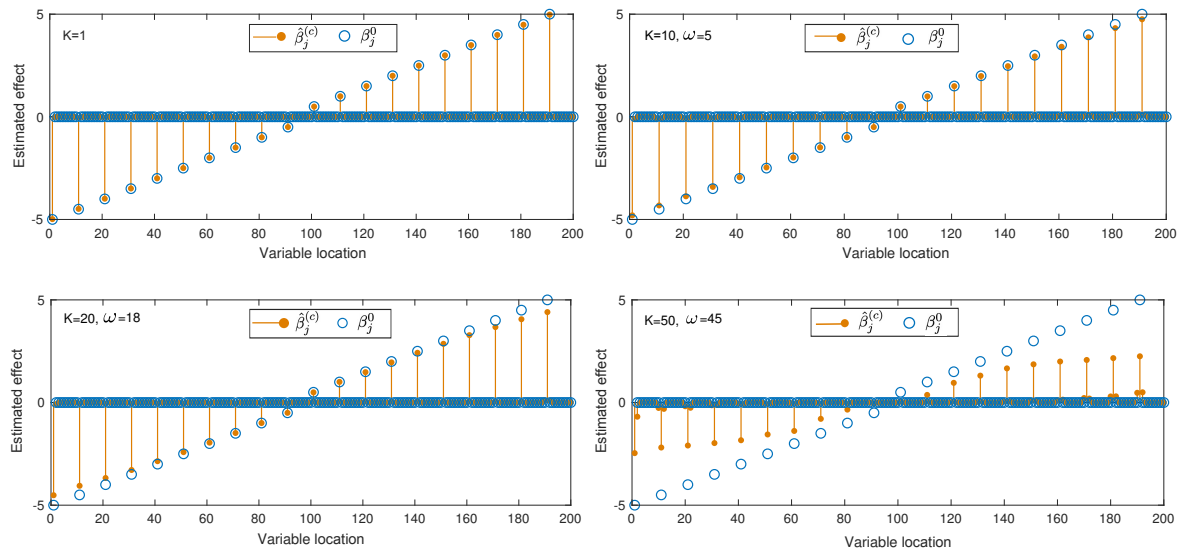 K=1
β̂_j^(c) β_j^0
Estimated effect
5
0
-5
0 20 40 60 80 100 120 140 160 180 200
Variable location
K=10, ω=5
β̂_j^(c) β_j^0
Estimated effect
5
0
-5
0 20 40 60 80 100 120 140 160 180 200
Variable location
K=20, ω=18
β̂_j^(c) β_j^0
Estimated effect
5
0
-5
0 20 40 60 80 100 120 140 160 180 200
Variable location
K=50, ω=45
β̂_j^(c) β_j^0
Estimated effect
5
0
-5
0 20 40 60 80 100 120 140 160 180 200
Variable location